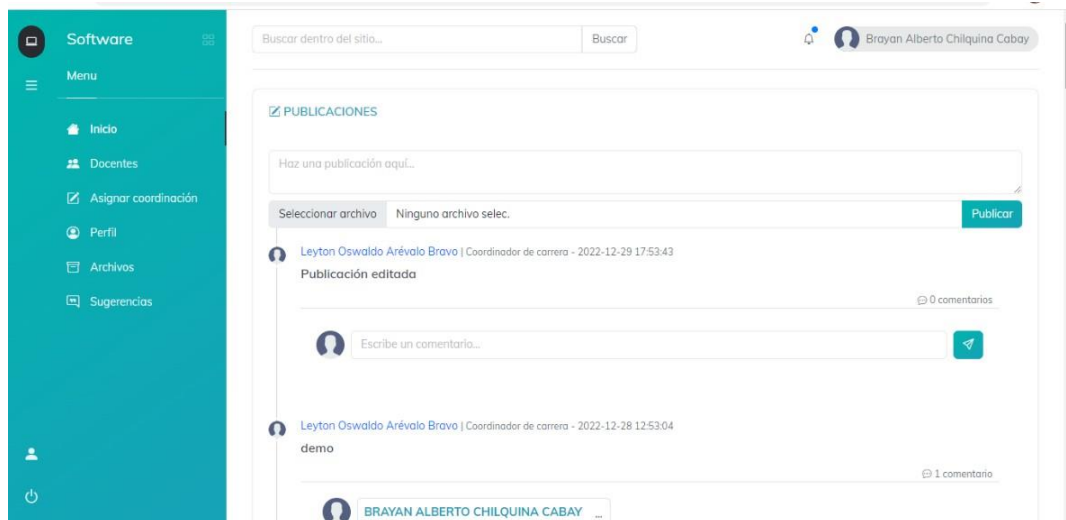 Software
Menu
Inicio
Docentes
Asignar coordinación
Perfil
Archivos
Sugerencias
Buscar dentro del sitio...
Buscar
Brayan Alberto Chilquina Cabay
PUBLICACIONES
Haz una publicación aquí...
Seleccionar archivo Ninguno archivo selec.
Publicar
Leyton Oswaldo Arévalo Bravo | Coordinador de carrera - 2022-12-29 17:53:43
Publicación editada
0 comentarios
Escribe un comentario...
Leyton Oswaldo Arévalo Bravo | Coordinador de carrera - 2022-12-28 12:53:04
demo
1 comentario
BRAYAN ALBERTO CHILQUINA CABAY ...